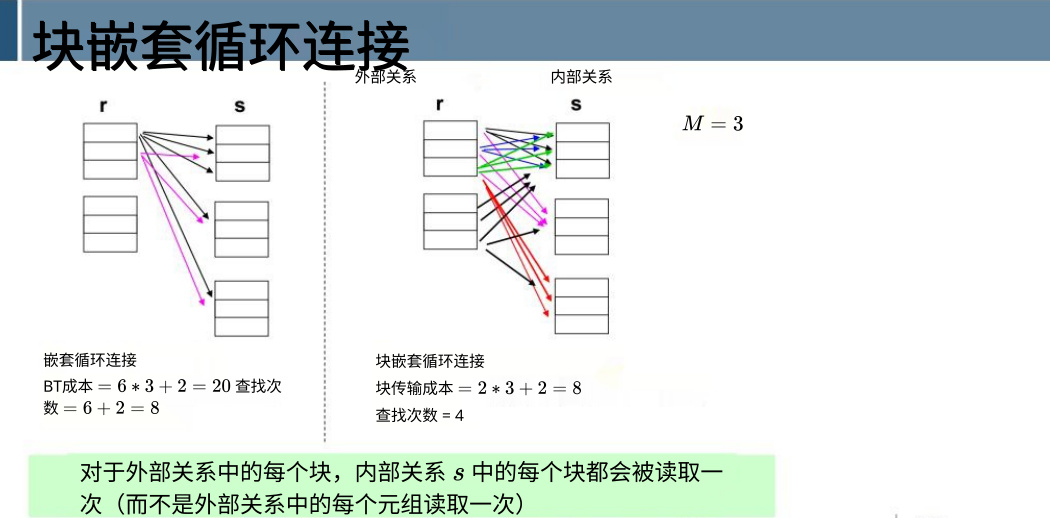 块嵌套循环连接
外部关系 内部关系
r s r s
M = 3
嵌套循环连接
BT成本 = 6 * 3 + 2 = 20 查找次
数 = 6 + 2 = 8
块嵌套循环连接
块传输成本 = 2 * 3 + 2 = 8
查找次数 = 4
对于外部关系中的每个块，内部关系 s 中的每个块都会被读取一
次（而不是外部关系中的每个元组读取一次）